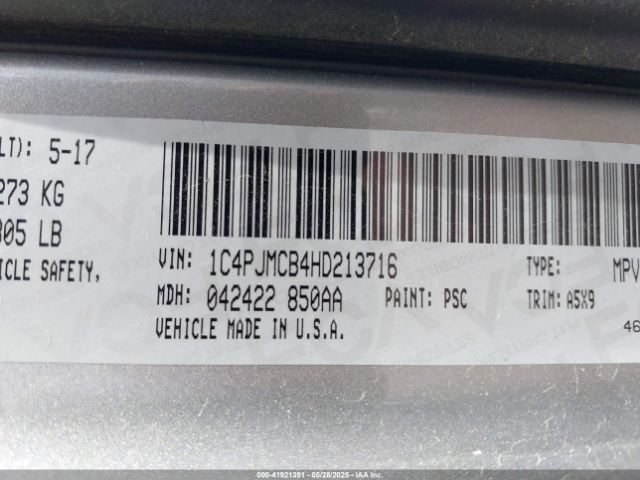 LT): 5-17
273 KG
305 LB
ICLE SAFETY,
VIN: 1C4PJMCB4HD213716
TYPE: MPV
MDH: 042422 850AA
PAINT: PSC
TRIM: A5X9
VEHICLE MADE IN U.S.A.
46
000-41921391 - 05/28/2025 - IAA Inc.